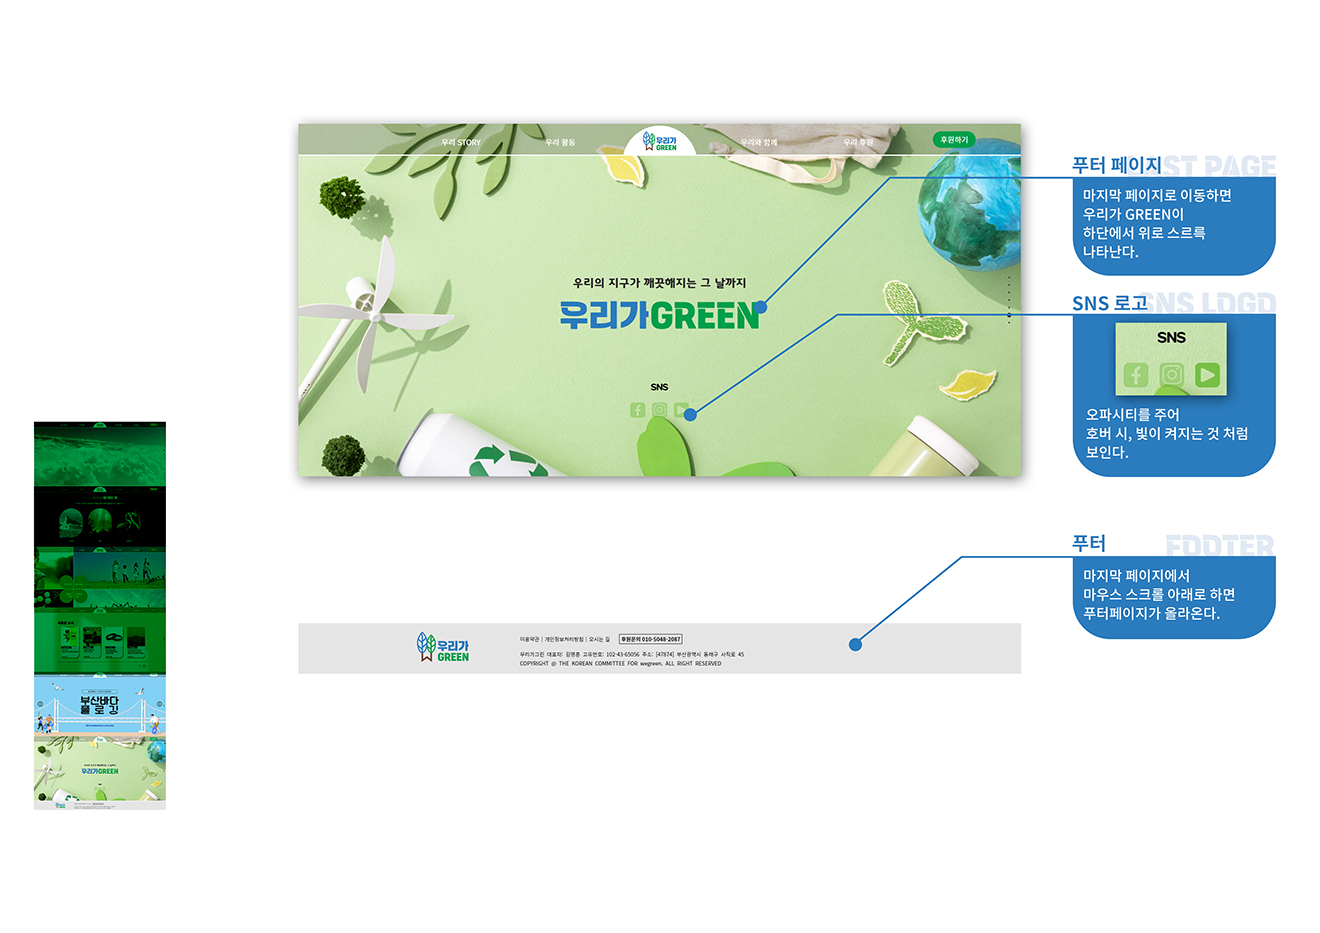 우리 STORY
우리 활동
우리가
GREEN
우리와 함께
우리 후원
후원하기
우리의 지구가 깨끗해지는 그 날까지
우리가GREEN
SNS
푸터 페이지
ST PAGE
마지막 페이지로 이동하면
우리가 GREEN이
하단에서 위로 스르륵
나타난다.
SNS 로고
SNS LOGO
SNS
오파시티를 주어
호버 시, 빛이 켜지는 것 처럼
보인다.
푸터
FOOTER
마지막 페이지에서
마우스 스크롤 아래로 하면
푸터페이지가 올라온다.
우리가
GREEN
이용약관 | 개인정보처리방침 | 오시는 길 후원문의 010-5048-2087
우리가그린 대표자: 김명훈 고유번호: 102-43-65056 주소: [47874] 부산광역시 동래구 사직로 45
COPYRIGHT @ THE KOREAN COMMITTEE FOR wegreen. ALL RIGHT RESERVED
부산바다
플로깅
우리가GREEN